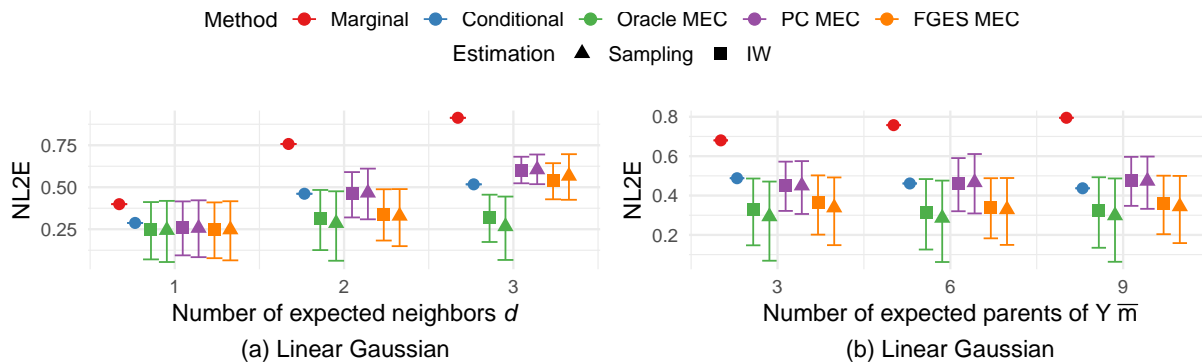 Method Marginal Conditional Oracle MEC PC MEC FGES MEC
Estimation Sampling IW
NL2E
0.75
0.50
0.25
1 2 3
Number of expected neighbors d
(a) Linear Gaussian
NL2E
0.8
0.6
0.4
0.2
3 6 9
Number of expected parents of Y m̅
(b) Linear Gaussian